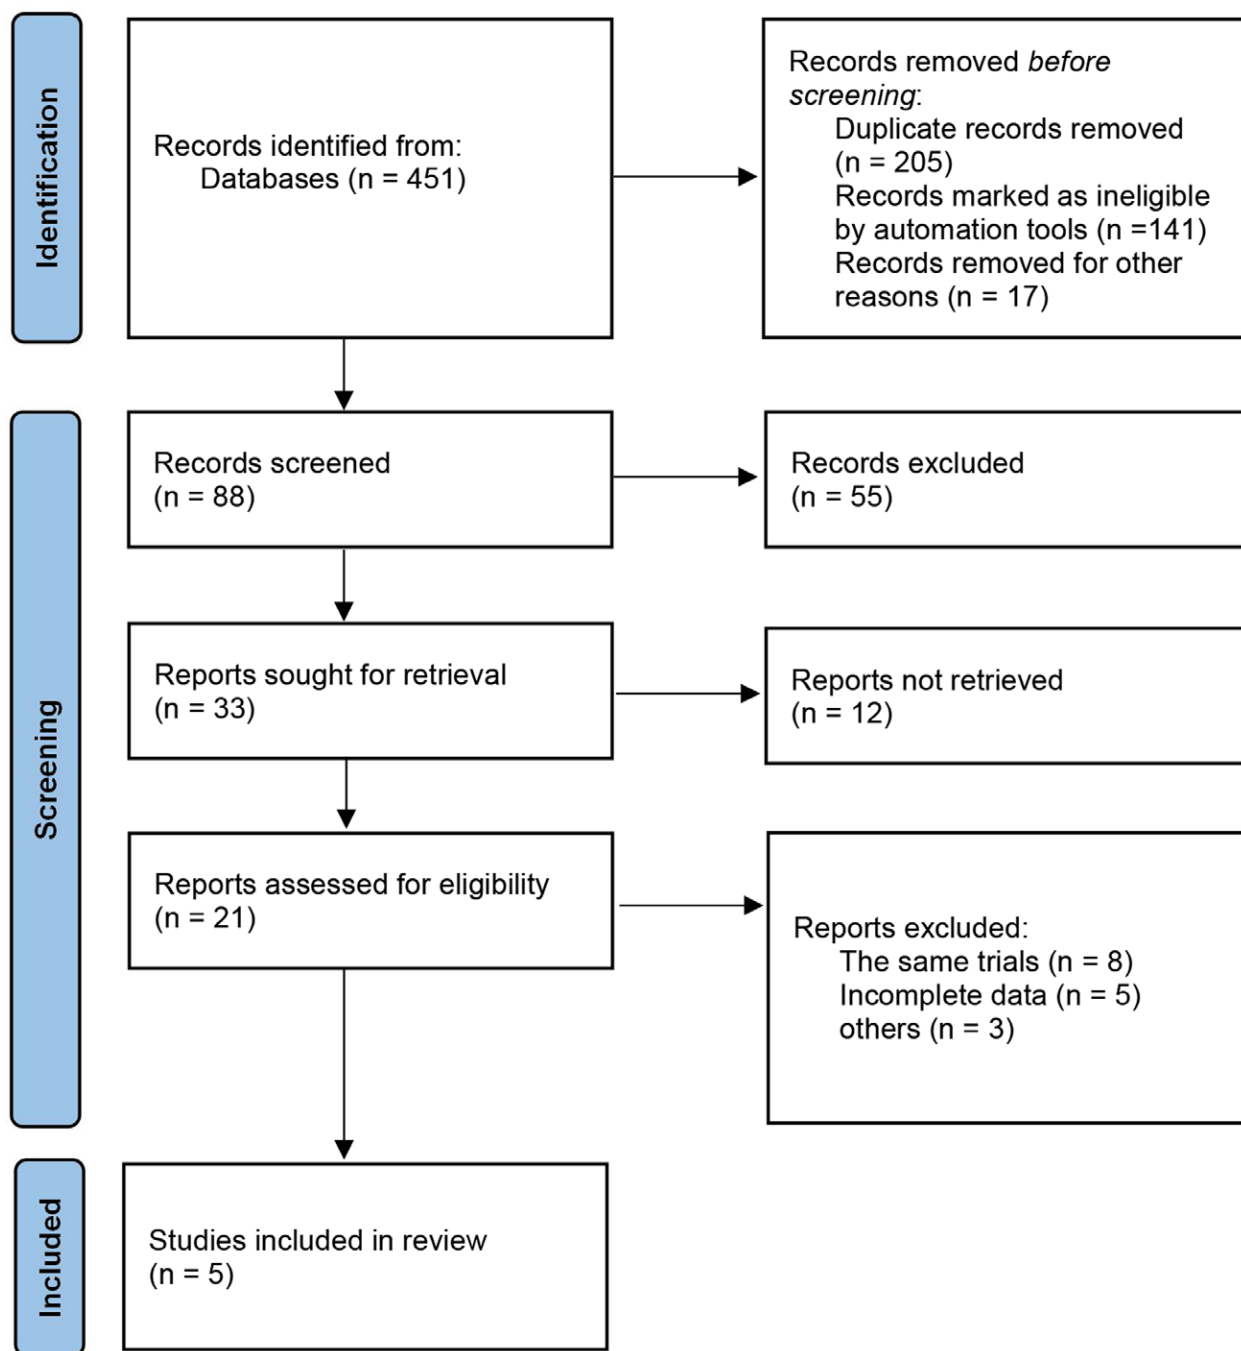 Identification
Records identified from:
Databases (n = 451)
Records removed before
screening:
Duplicate records removed
(n = 205)
Records marked as ineligible
by automation tools (n =141)
Records removed for other
reasons (n = 17)
Screening
Records screened
(n = 88)
Records excluded
(n = 55)
Reports sought for retrieval
(n = 33)
Reports not retrieved
(n = 12)
Reports assessed for eligibility
(n = 21)
Reports excluded:
The same trials (n = 8)
Incomplete data (n = 5)
others (n = 3)
Included
Studies included in review
(n = 5)